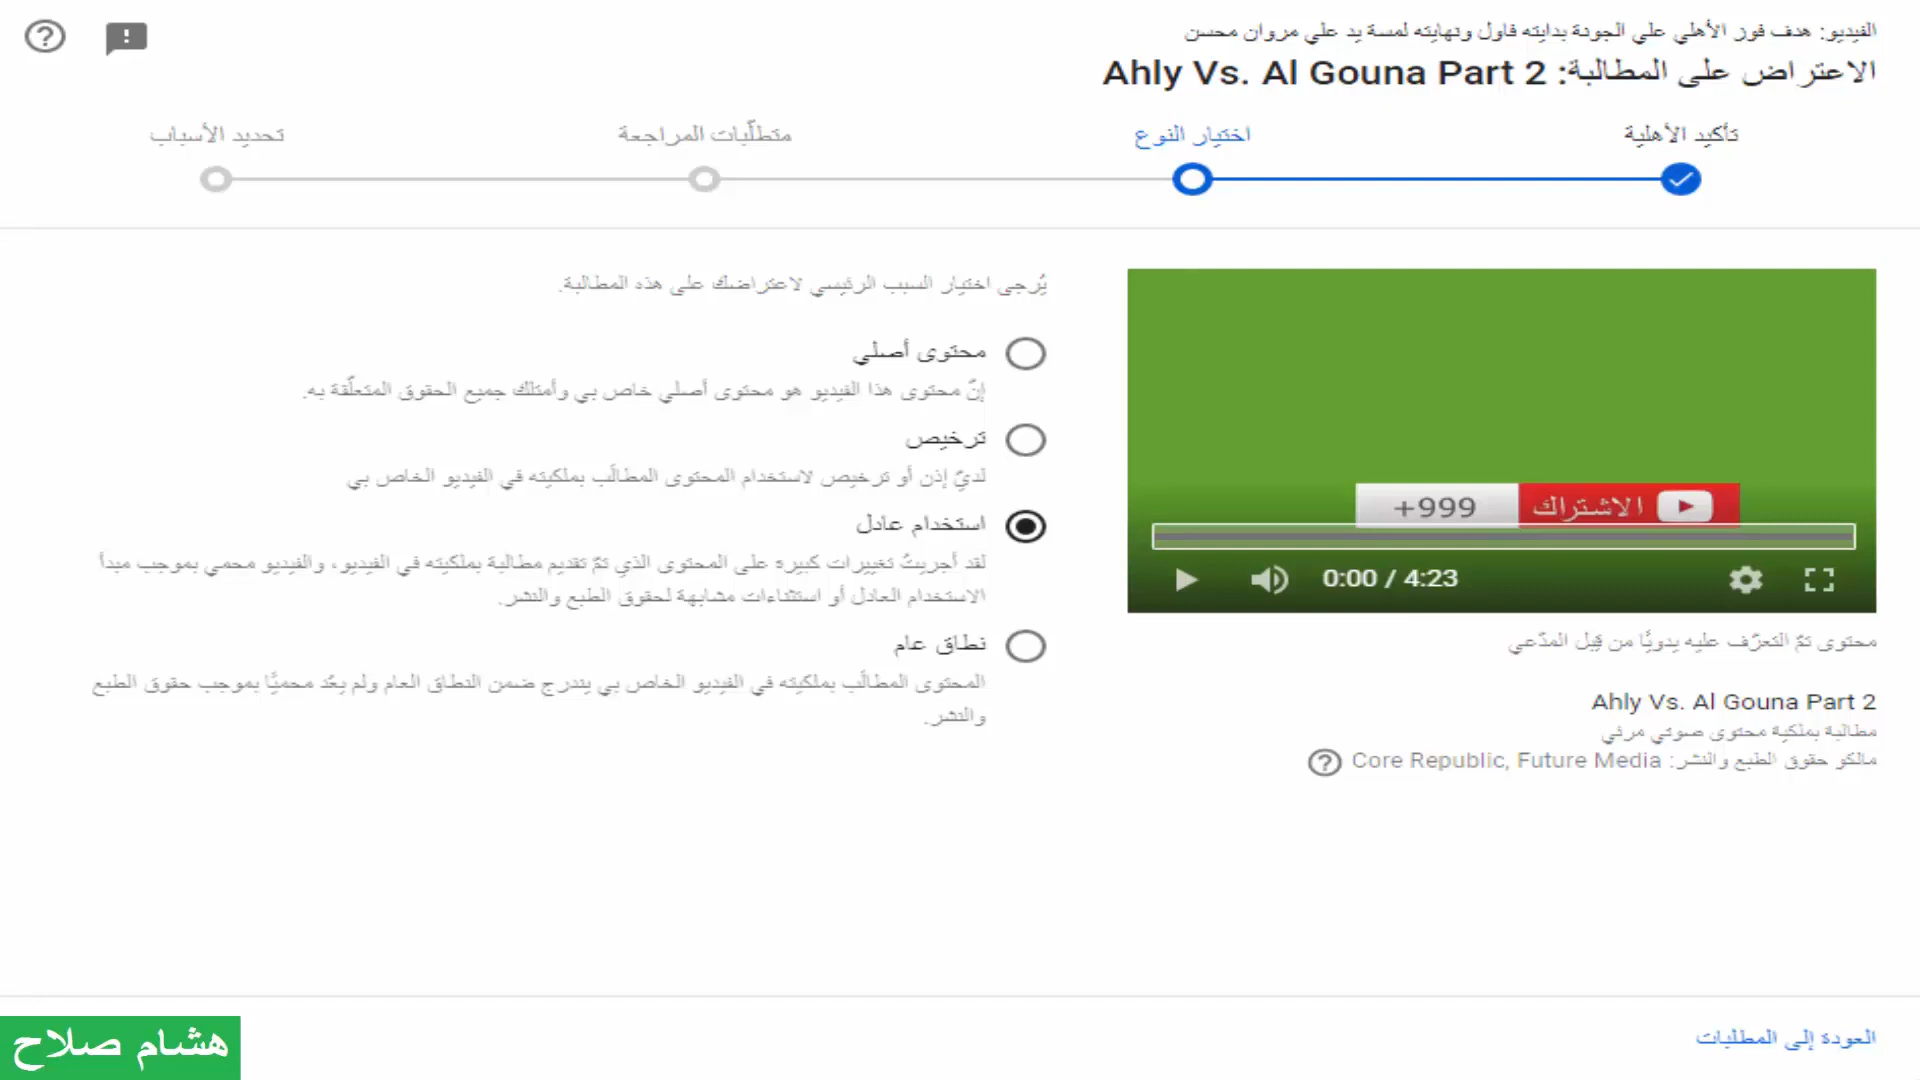 الفيديو: هدف فوز الأهلي علي الجونة بدايته فاول ونهايته لمسة يد علي مروان محسن
الاعتراض على المطالبة: Ahly Vs. Al Gouna Part 2
تأكيد الأهلية
اختيار النوع
متطلّبات المراجعة
تحديد الأسباب
يُرجى اختيار السبب الرئيسي لاعتراضك على هذه المطالبة.
محتوى أصلي
إنّ محتوى هذا الفيديو هو محتوى أصلي خاص بي وأمتلك جميع الحقوق المتعلّقة به.
ترخيص
لديّ إذن أو ترخيص لاستخدام المحتوى المطالَب بملكيته في الفيديو الخاص بي
استخدام عادل
لقد أجريتُ تغييرات كبيرة على المحتوى الذي تمّ تقديم مطالبة بملكيته في الفيديو، والفيديو محمي بموجب مبدأ
الاستخدام العادل أو استثناءات مشابهة لحقوق الطبع والنشر.
نطاق عام
المحتوى المطالَب بملكيته في الفيديو الخاص بي يندرج ضمن النطاق العام ولم يعُد محميًّا بموجب حقوق الطبع
والنشر.
الاشتراك
+999
0:00 / 4:23
محتوى تمّ التعرّف عليه يدويًا من قِبل المدّعي
Ahly Vs. Al Gouna Part 2
مطالبة بملكية محتوى صوتي مرئي
مالكو حقوق الطبع والنشر: Core Republic, Future Media
العودة إلى المطلبات
هشام صلاح